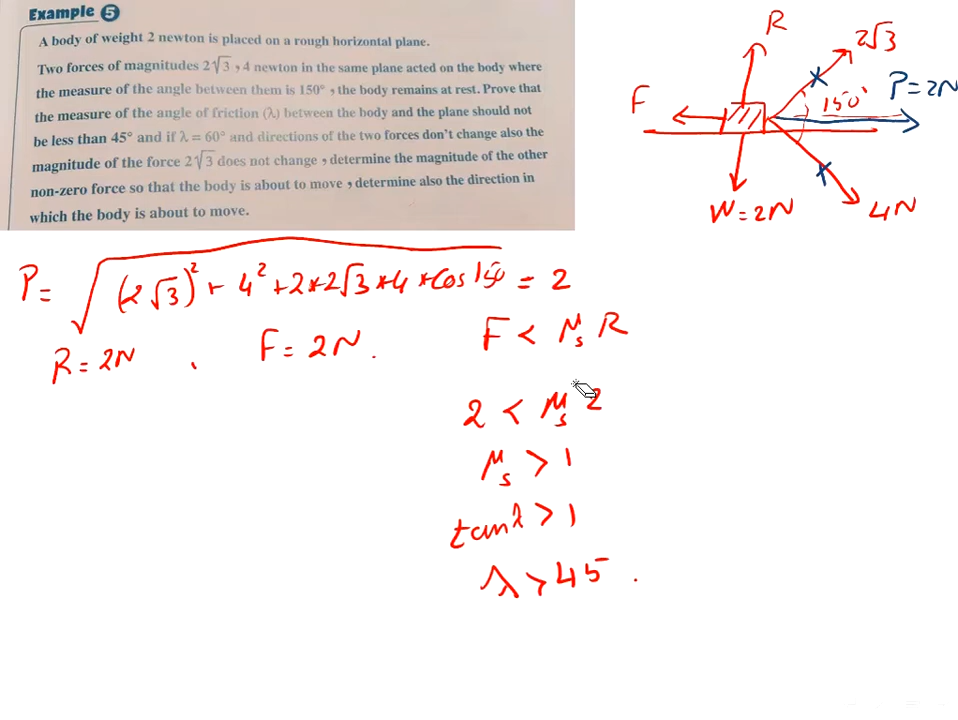 Example 5
A body of weight 2 newton is placed on a rough horizontal plane.
Two forces of magnitudes 2√3 , 4 newton in the same plane acted on the body where
the measure of the angle between them is 150° , the body remains at rest. Prove that
the measure of the angle of friction (λ) between the body and the plane should not
be less than 45° and if λ = 60° and directions of the two forces don't change also the
magnitude of the force 2√3 does not change , determine the magnitude of the other
non-zero force so that the body is about to move , determine also the direction in
which the body is about to move.
R
2√3
F
150°
P=2N
W=2N
4N
P= √(2√3)² + 4² +2*2√3*4*cos150 = 2
R=2N , F=2N.
F < μs R
2 < μs 2
μs > 1
tanλ > 1
λ > 45 .